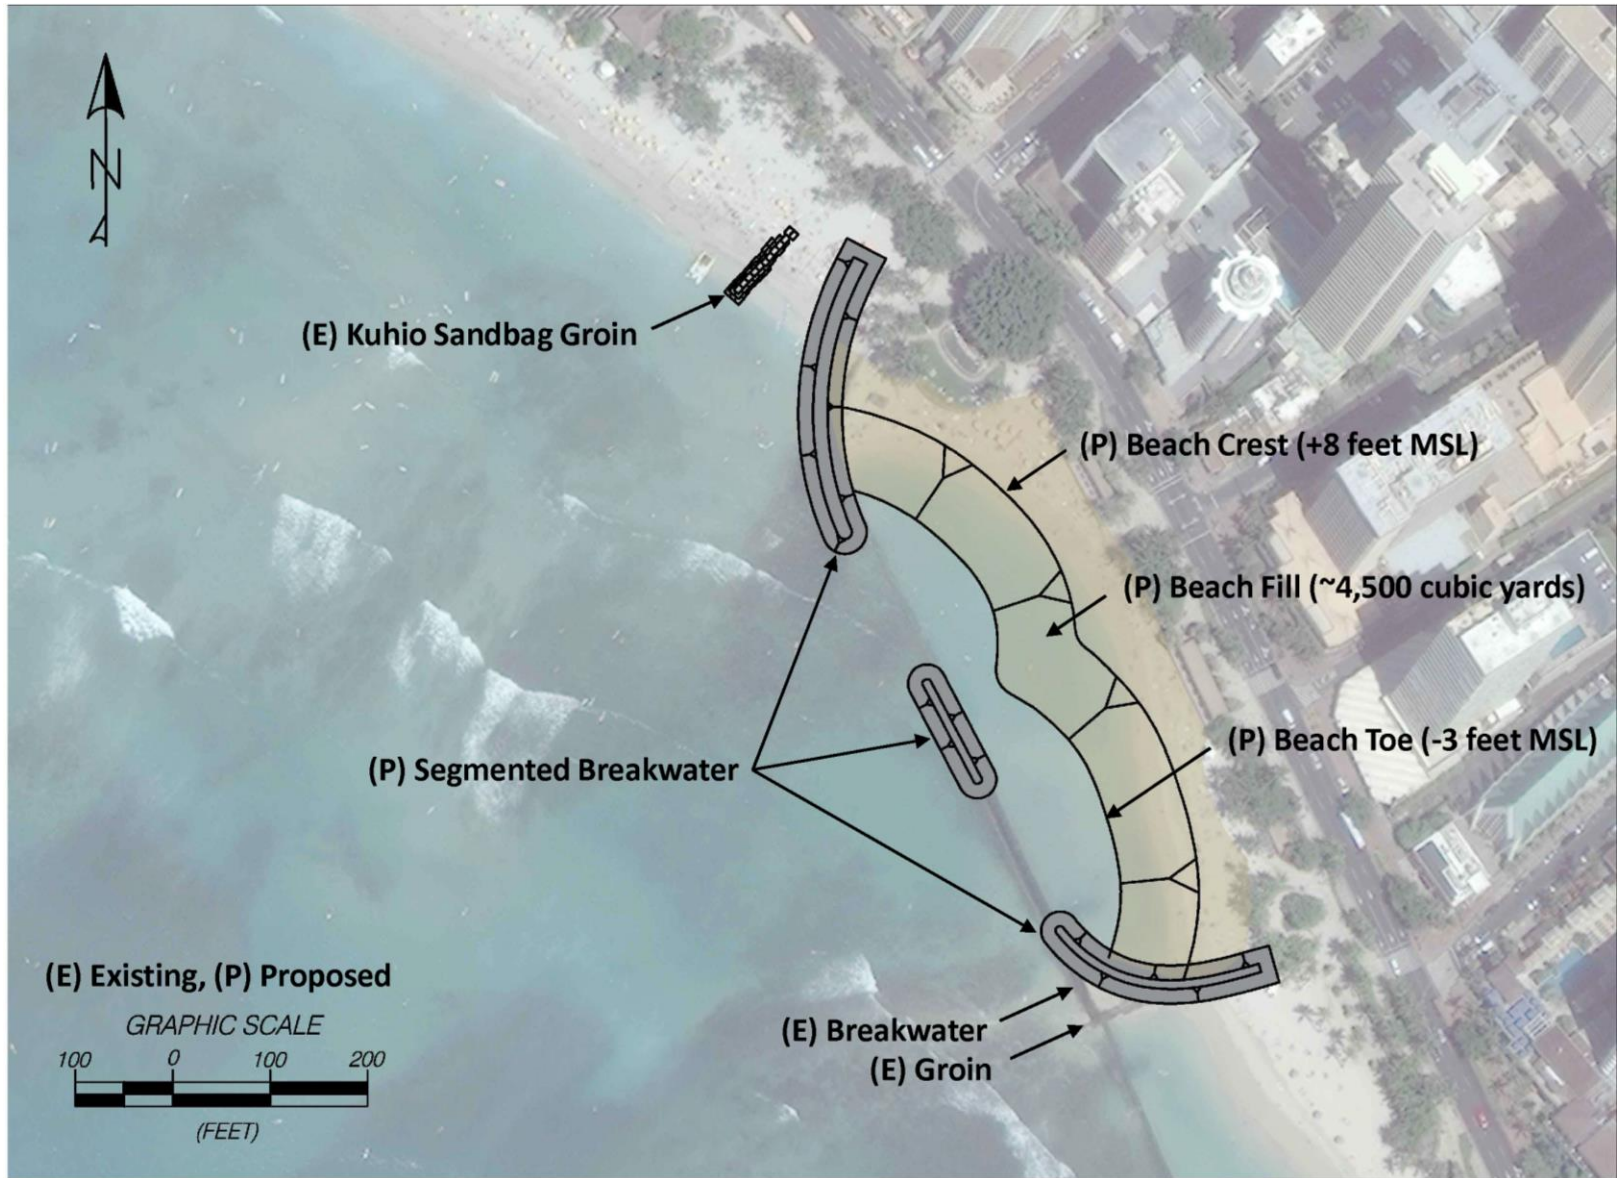 N
(E) Kuhio Sandbag Groin
(P) Beach Crest (+8 feet MSL)
(P) Beach Fill (~4,500 cubic yards)
(P) Beach Toe (-3 feet MSL)
(P) Segmented Breakwater
(E) Existing, (P) Proposed
GRAPHIC SCALE
100 0 100 200
(FEET)
(E) Breakwater
(E) Groin